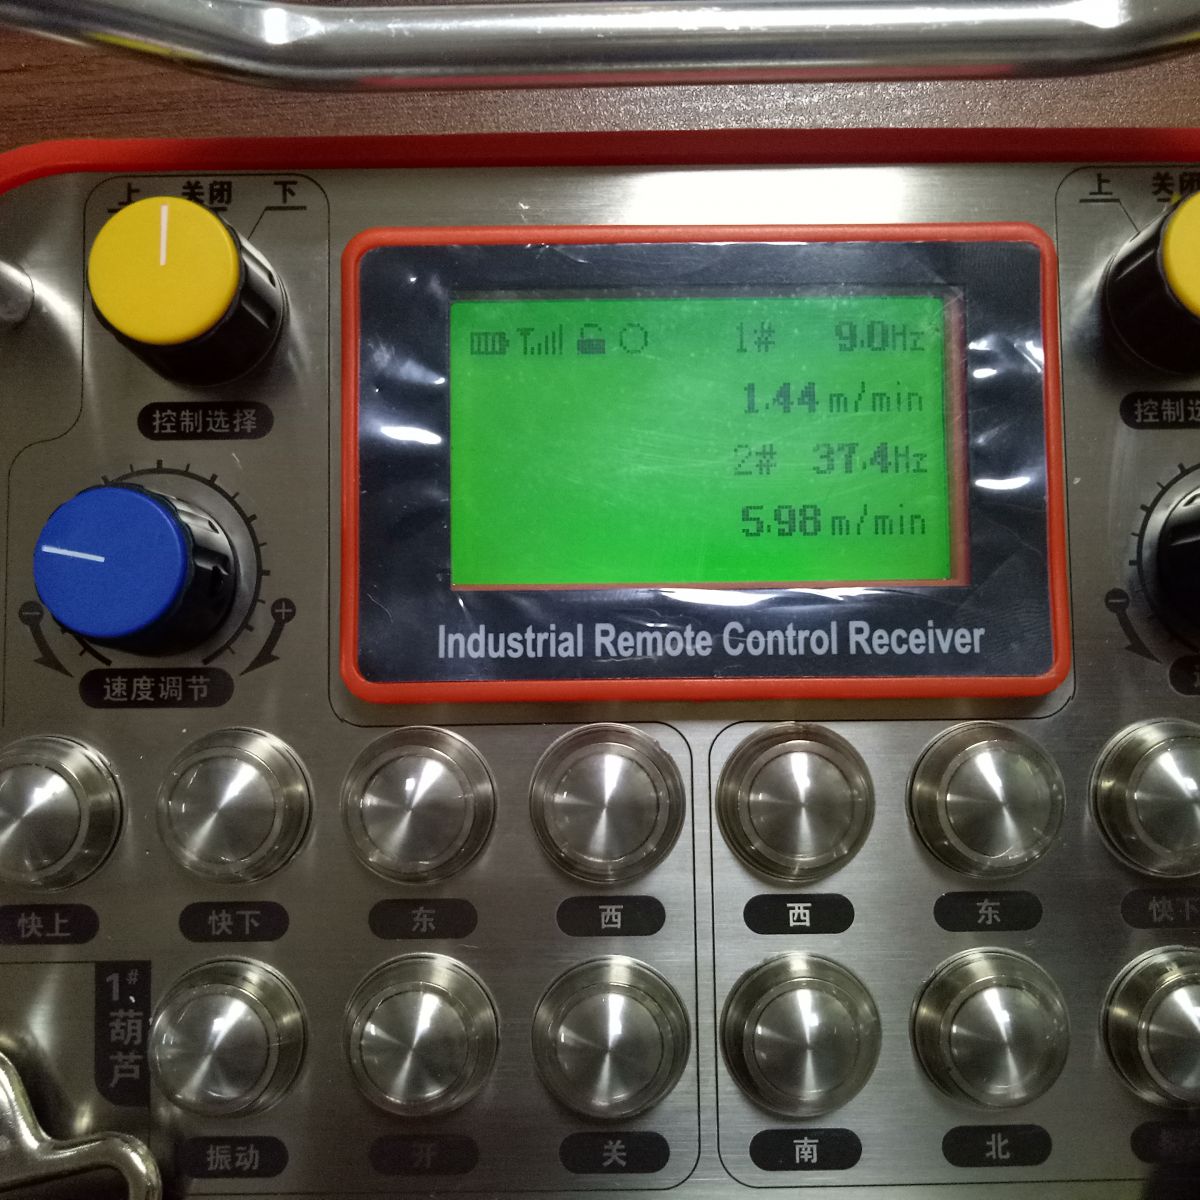 上 关闭 下
上 关闭
1# 9.0Hz
1.44 m/min
2# 37.4Hz
5.98 m/min
控制选择
控制选
Industrial Remote Control Receiver
− +
−
速度调节
快上 快下 东 西 西 东 快下
1#、葫芦
振动 开 关 南 北